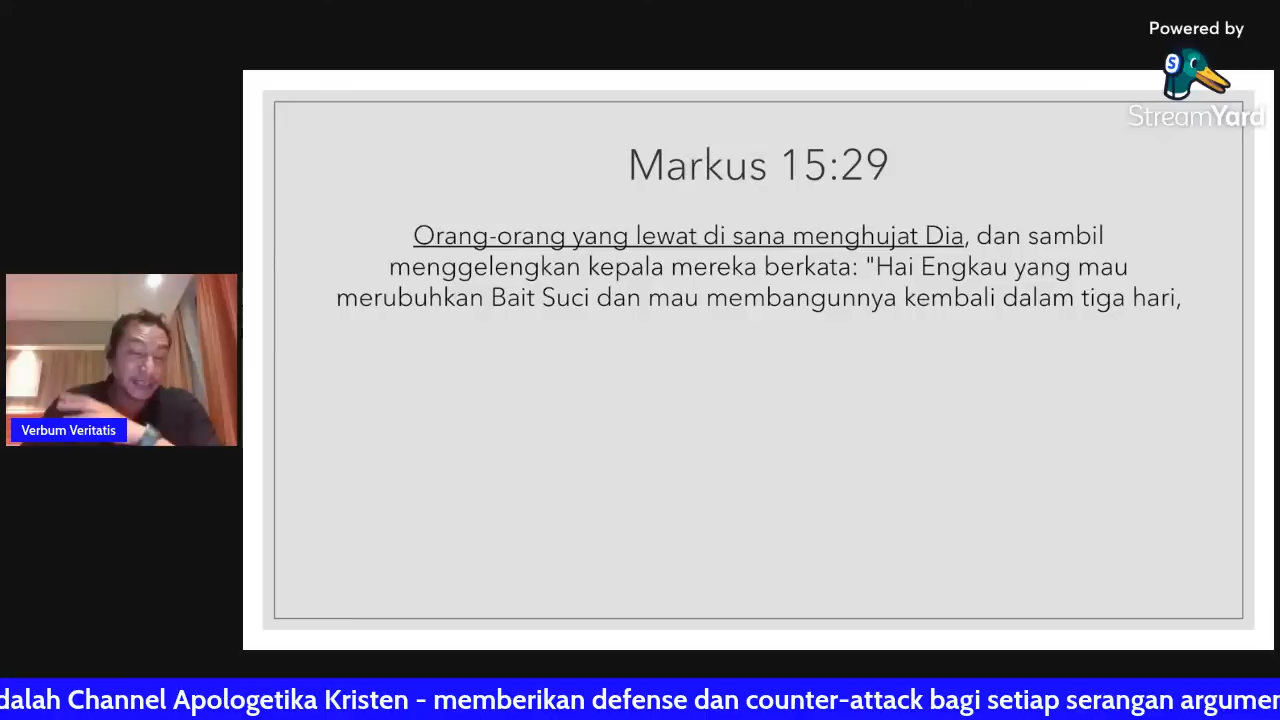 Powered by
StreamYard
Markus 15:29
Orang-orang yang lewat di sana menghujat Dia, dan sambil
menggelengkan kepala mereka berkata: "Hai Engkau yang mau
merubuhkan Bait Suci dan mau membangunnya kembali dalam tiga hari,
Verbum Veritatis
dalah Channel Apologetika Kristen - memberikan defense dan counter-attack bagi setiap serangan argumen